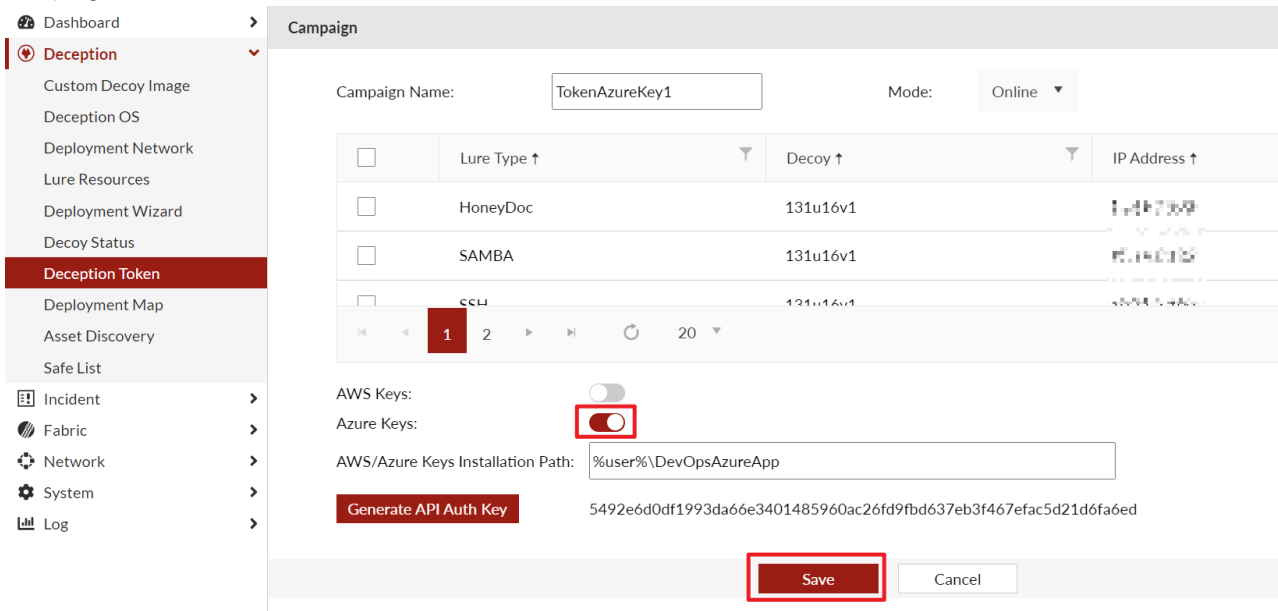 Dashboard
Deception
Custom Decoy Image
Deception OS
Deployment Network
Lure Resources
Deployment Wizard
Decoy Status
Deception Token
Deployment Map
Asset Discovery
Safe List
Incident
Fabric
Network
System
Log
Campaign
Campaign Name: TokenAzureKey1 Mode: Online
Lure Type Decoy IP Address
HoneyDoc 131u16v1
SAMBA 131u16v1
SSH 131u16v1
1 2 20
AWS Keys:
Azure Keys:
AWS/Azure Keys Installation Path: %user%\DevOpsAzureApp
Generate API Auth Key 5492e6d0df1993da66e3401485960ac26fd9fbd637eb3f467efac5d21d6fa6ed
Save Cancel